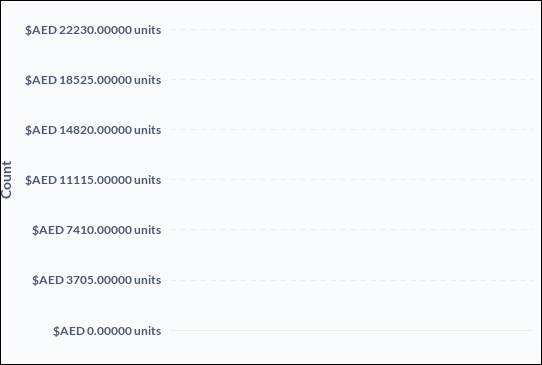 $AED 22230.00000 units
$AED 18525.00000 units
$AED 14820.00000 units
Count
$AED 11115.00000 units
$AED 7410.00000 units
$AED 3705.00000 units
$AED 0.00000 units